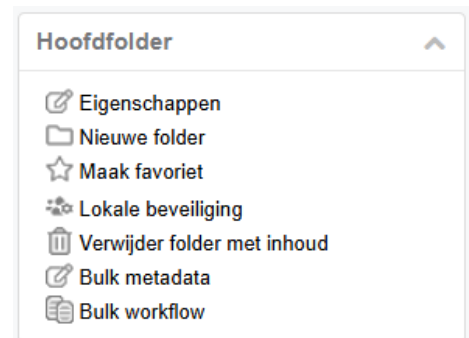 Hoofdfolder
Eigenschappen
Nieuwe folder
Maak favoriet
Lokale beveiliging
Verwijder folder met inhoud
Bulk metadata
Bulk workflow